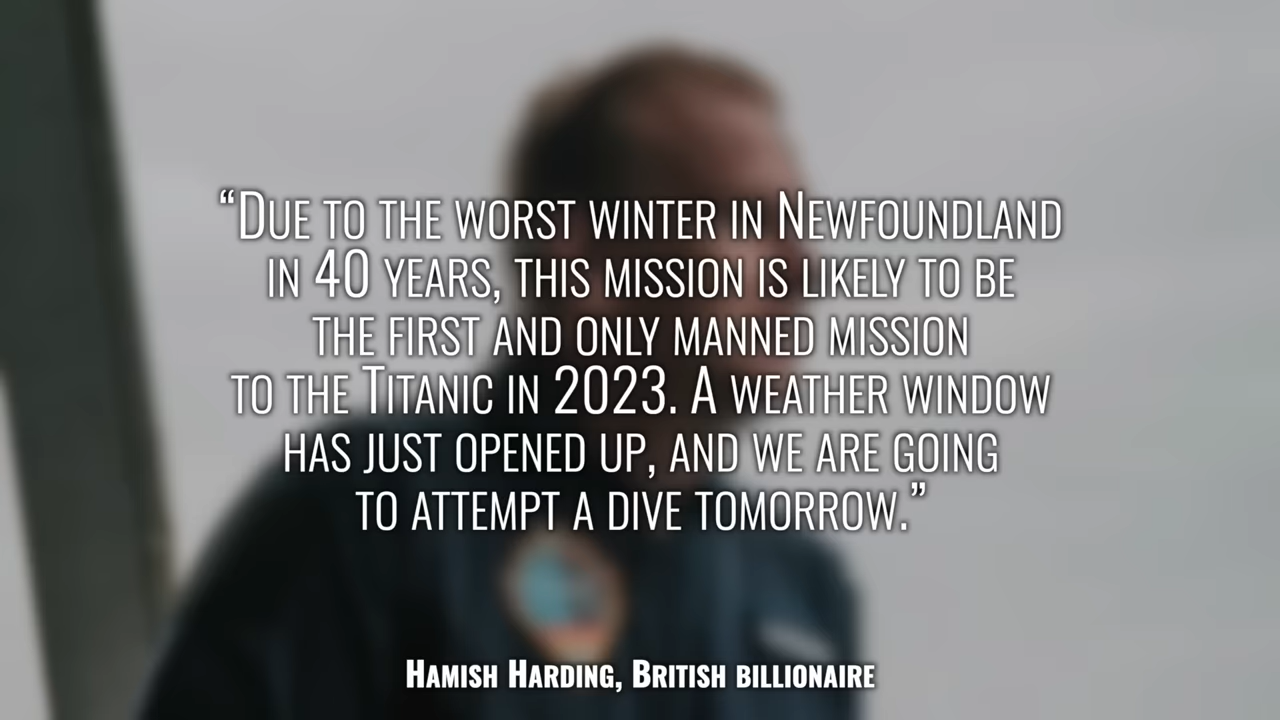 “Due to the worst winter in Newfoundland
in 40 years, this mission is likely to be
the first and only manned mission
to the Titanic in 2023. A weather window
has just opened up, and we are going
to attempt a dive tomorrow.”
Hamish Harding, British billionaire